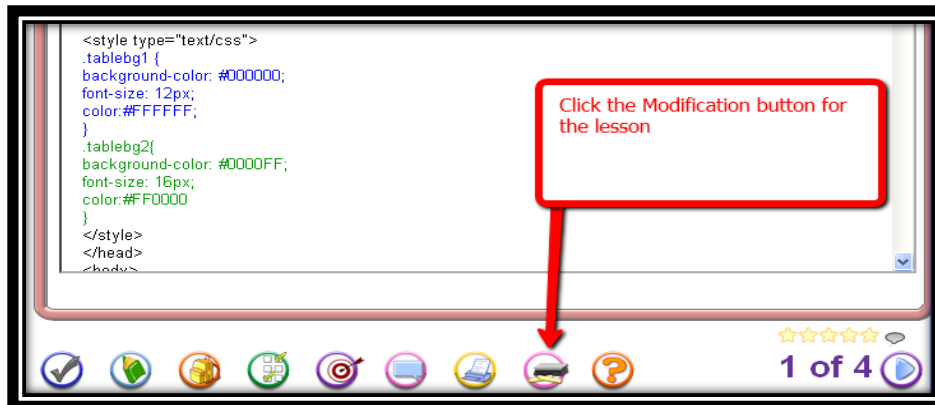 <style type="text/css">
.tablebg1 {
background-color: #000000;
font-size: 12px;
color:#FFFFFF;
}
.tablebg2{
background-color: #0000FF;
font-size: 16px;
color:#FF0000
}
</style>
</head>
<body>
Click the Modification button for
the lesson
1 of 4